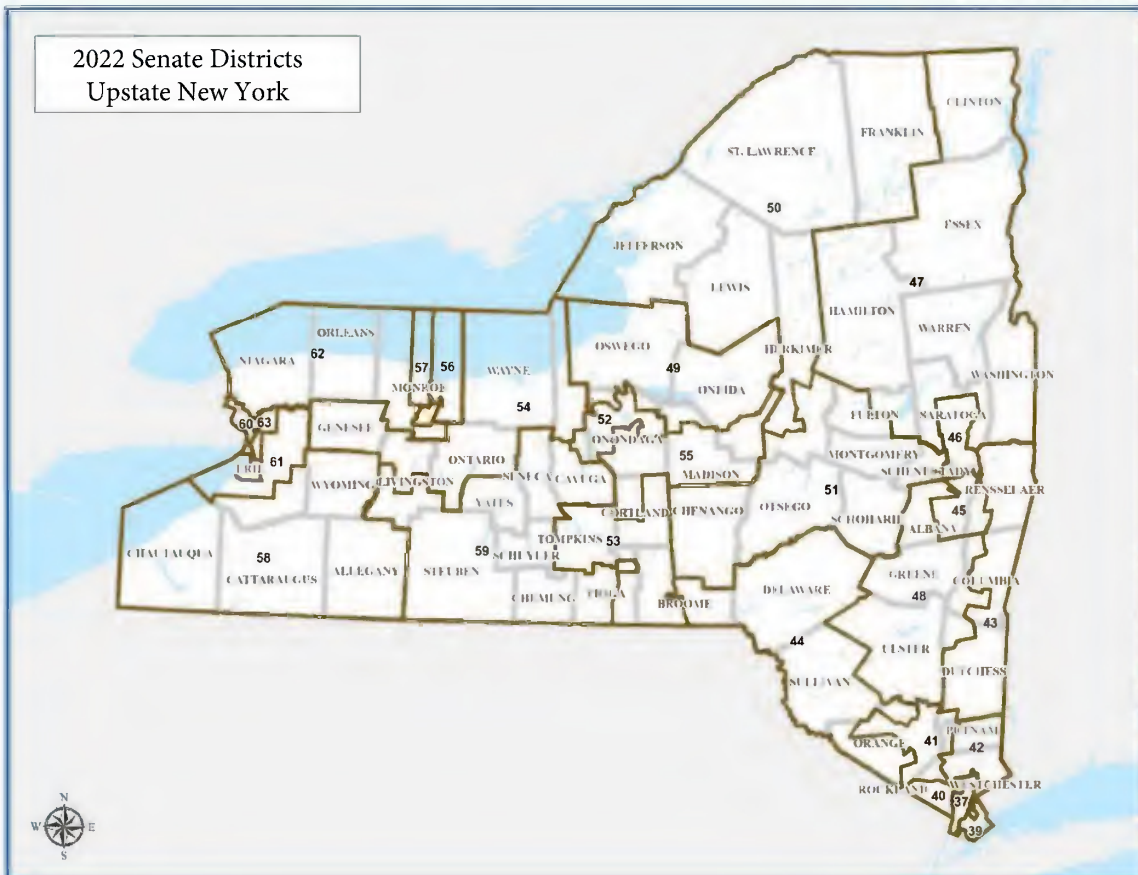 2022 Senate Districts
Upstate New York
CLINTON
FRANKLIN
ST. LAWRENCE
50
ESSEX
JEFFERSON
LEWIS
47
HAMILTON
WARREN
ORLEANS
OSWEGO
HERKIMER
NIAGARA
62
57
56
WAYNE
49
WASHINGTON
MONROE
ONEIDA
54
FULTON
SARATOGA
60
63
GENESEE
52
ONONDAGA
46
MONTGOMERY
ERIE
61
ONTARIO
55
SCHENECTADY
WYOMING
LIVINGSTON
SENECA
CAYUGA
MADISON
RENSSELAER
YATES
CORTLAND
CHENANGO
OTSEGO
51
SCHOHARIE
45
ALBANY
TOMPKINS
53
CHAUTAUQUA
58
CATTARAUGUS
ALLEGANY
STEUBEN
59
SCHUYLER
GREENE
COLUMBIA
CHEMUNG
TIOGA
BROOME
DELAWARE
48
43
44
ULSTER
SULLIVAN
DUTCHESS
PUTNAM
ORANGE
41
42
ROCKLAND
WESTCHESTER
40
37
39
N
W E
S